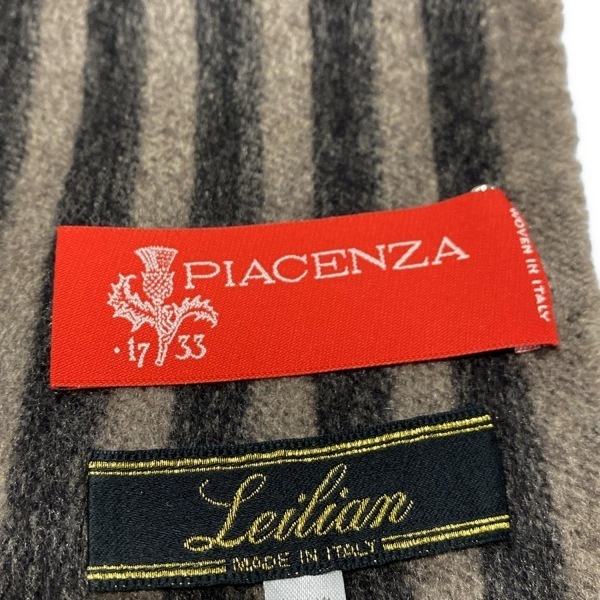 PIACENZA
·17 33
WOVEN IN ITALY
Leilian
MADE IN ITALY